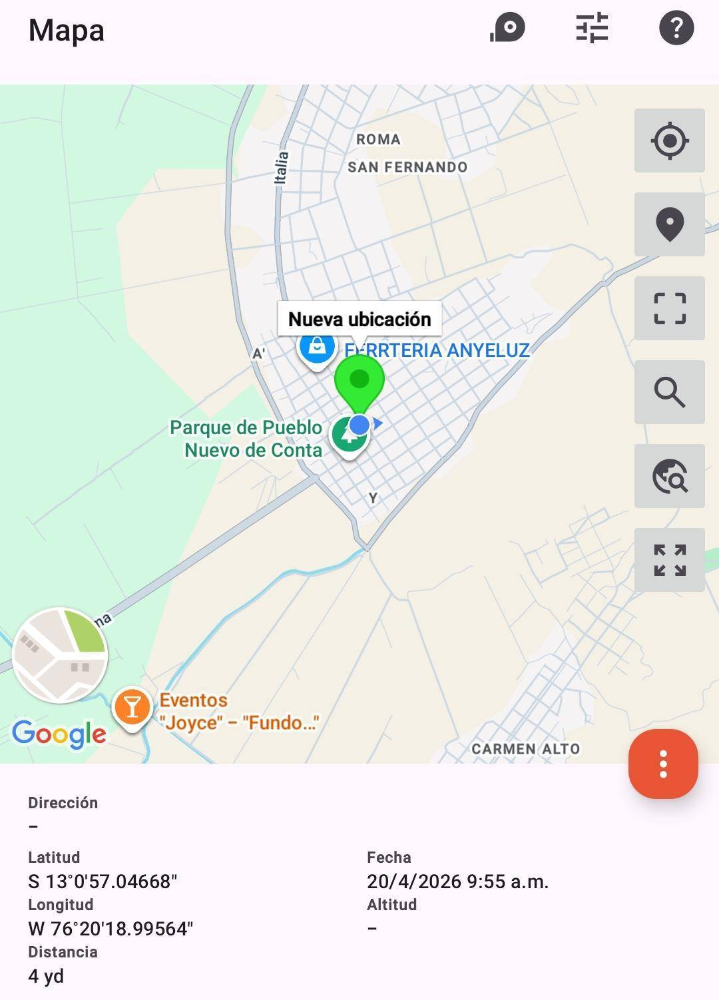 Mapa
ROMA
SAN FERNANDO
Italia
Nueva ubicación
FERRTERIA ANYELUZ
A'
Parque de Pueblo
Nuevo de Conta
Y
na
Eventos
"Joyce" – "Fundo..."
Google
CARMEN ALTO
Dirección
–
Latitud
S 13°0'57.04668"
Longitud
W 76°20'18.99564"
Distancia
4 yd
Fecha
20/4/2026 9:55 a.m.
Altitud
–